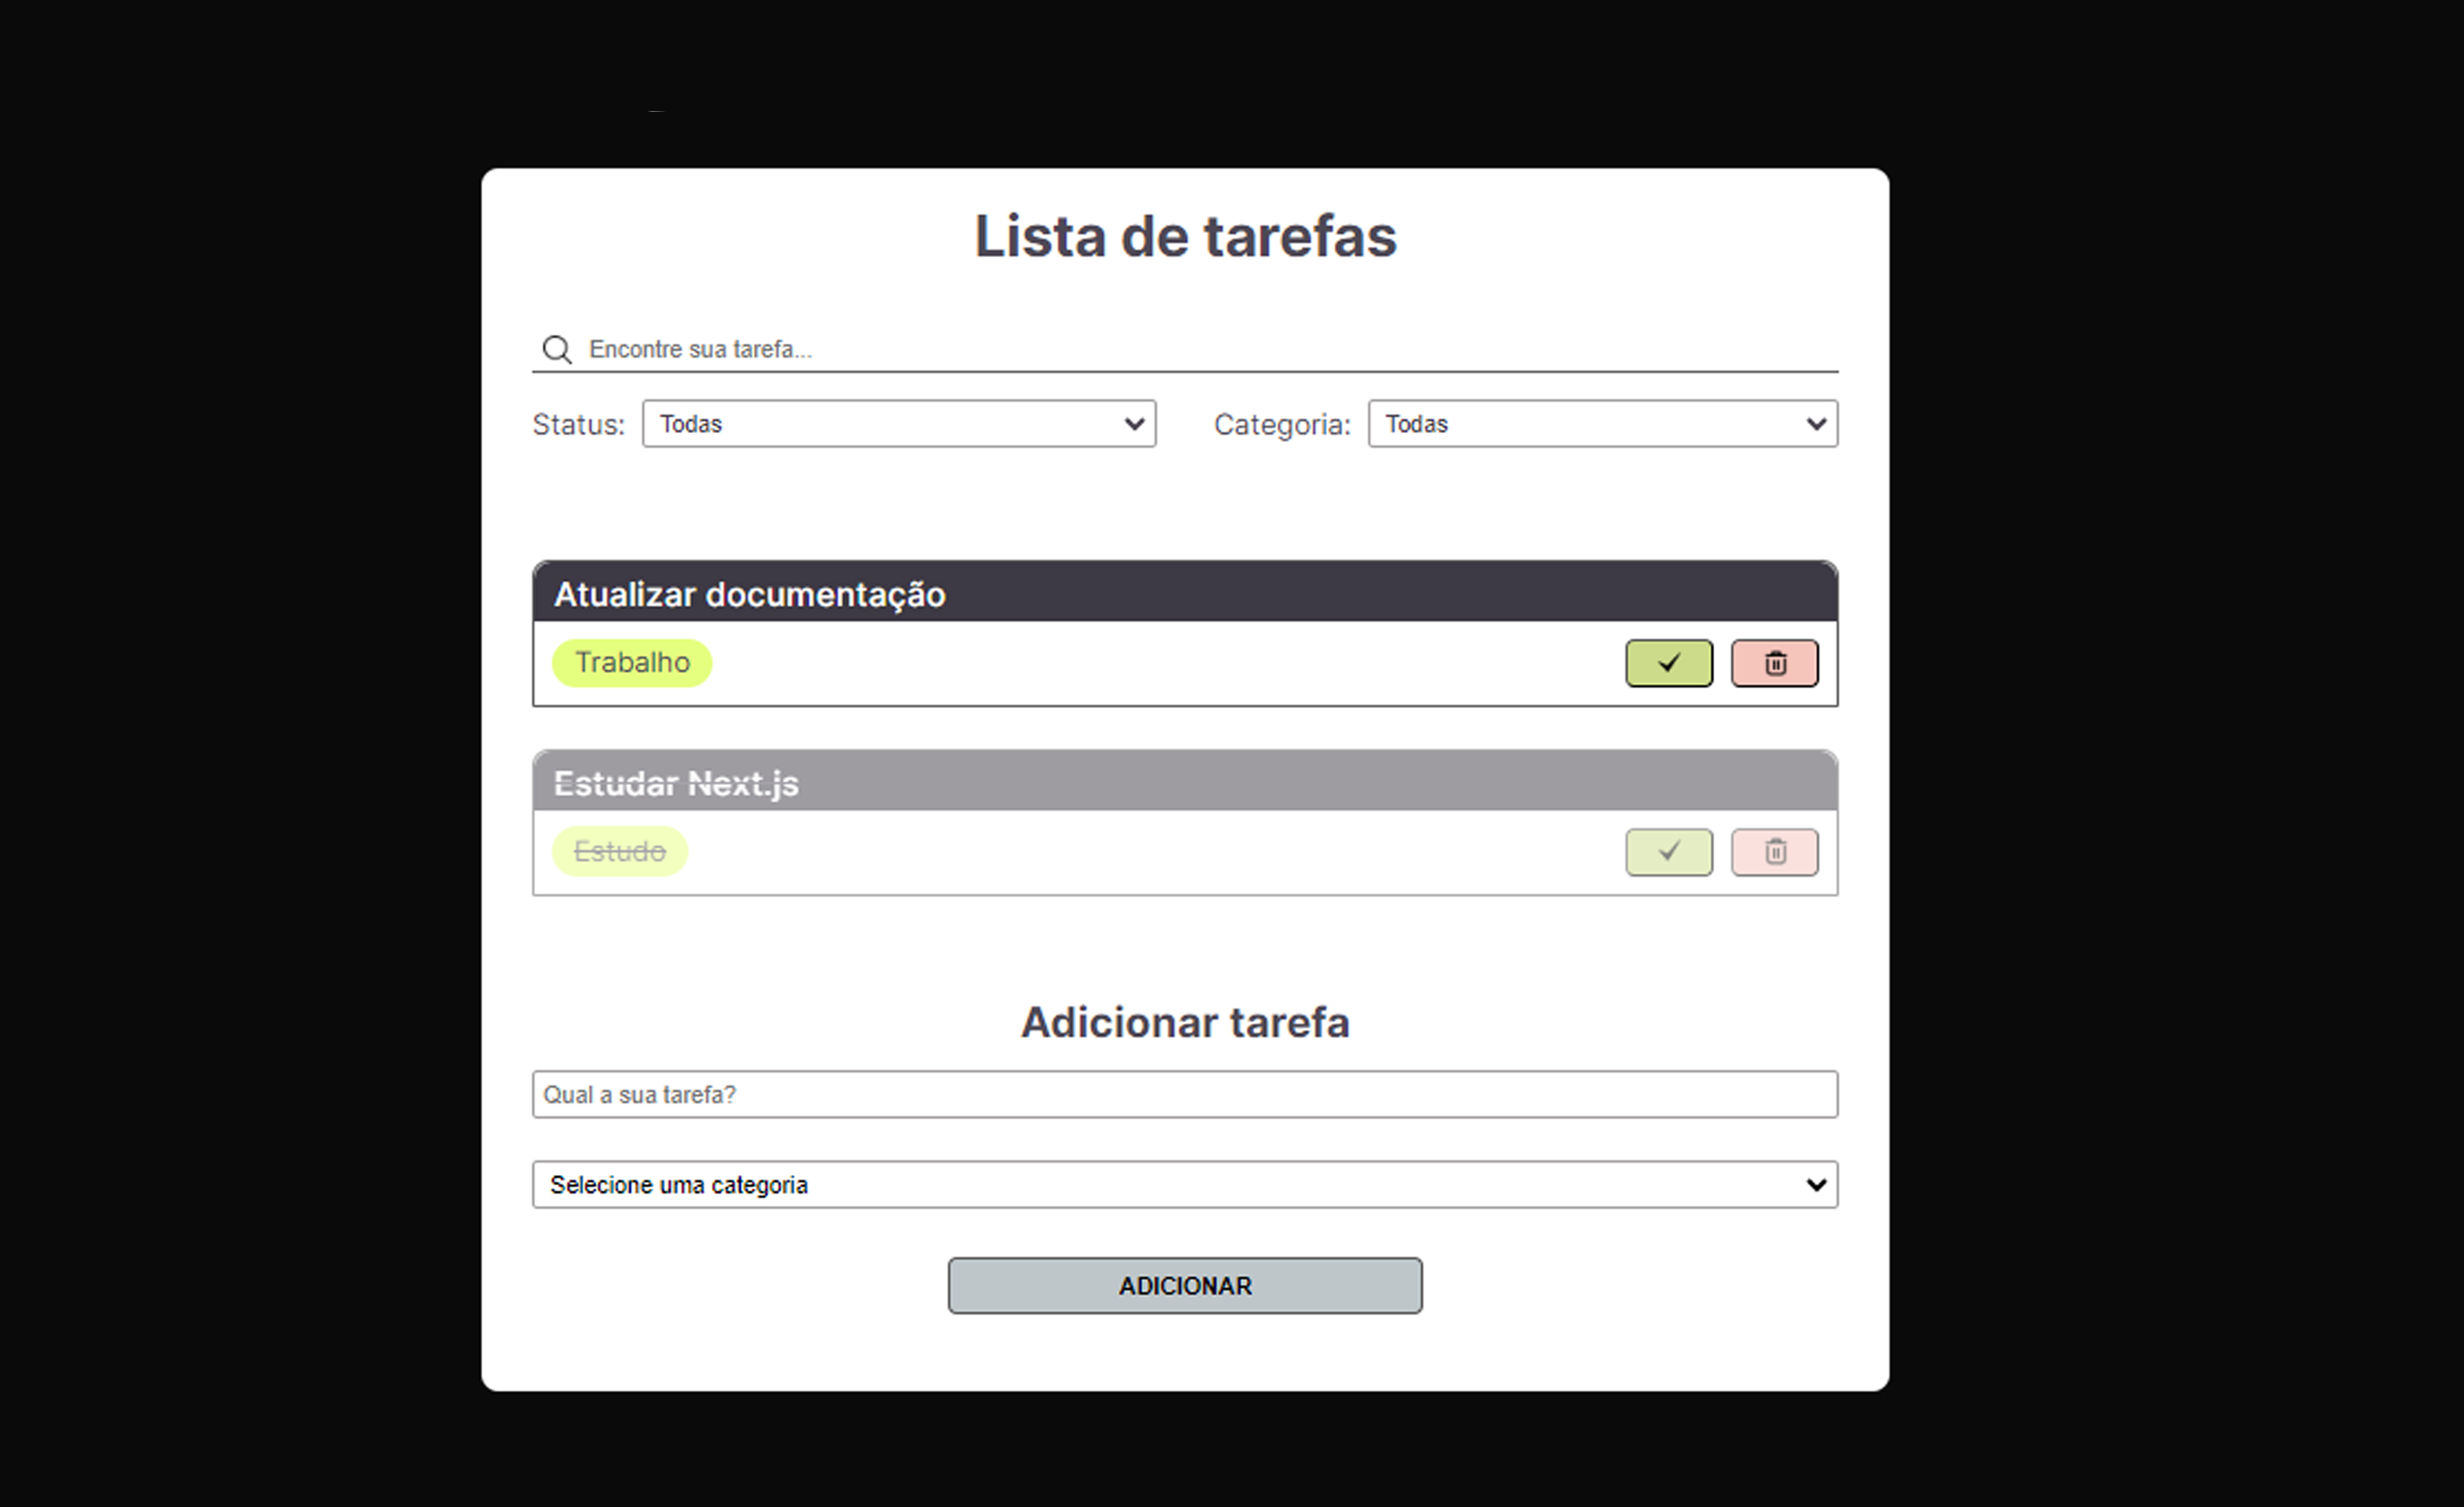 Lista de tarefas
Encontre sua tarefa...
Status: Todas Categoria: Todas
Atualizar documentação
Trabalho
Estudar Next.js
Estudo
Adicionar tarefa
Qual a sua tarefa?
Selecione uma categoria
ADICIONAR